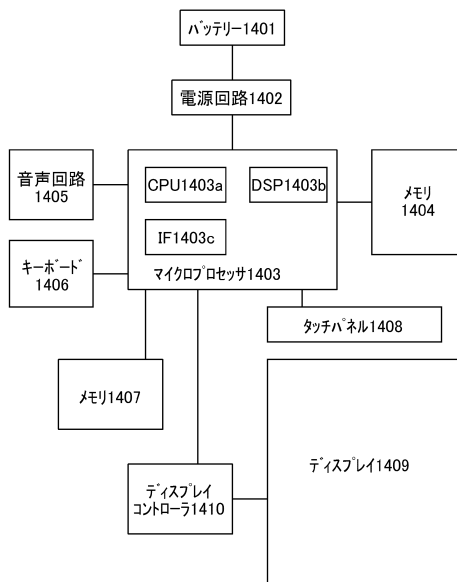 バッテリー1401
電源回路1402
音声回路
1405
CPU1403a
DSP1403b
IF1403c
マイクロプロセッサ1403
メモリ
1404
キーボード
1406
タッチパネル1408
メモリ1407
ディスプレイ1409
ディスプレイ
コントローラ1410